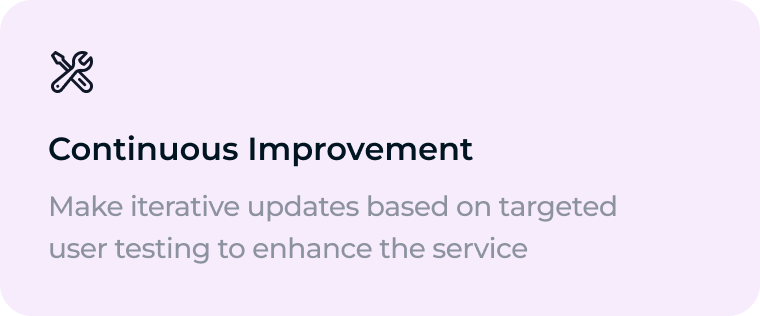 Continuous Improvement
Make iterative updates based on targeted
user testing to enhance the service